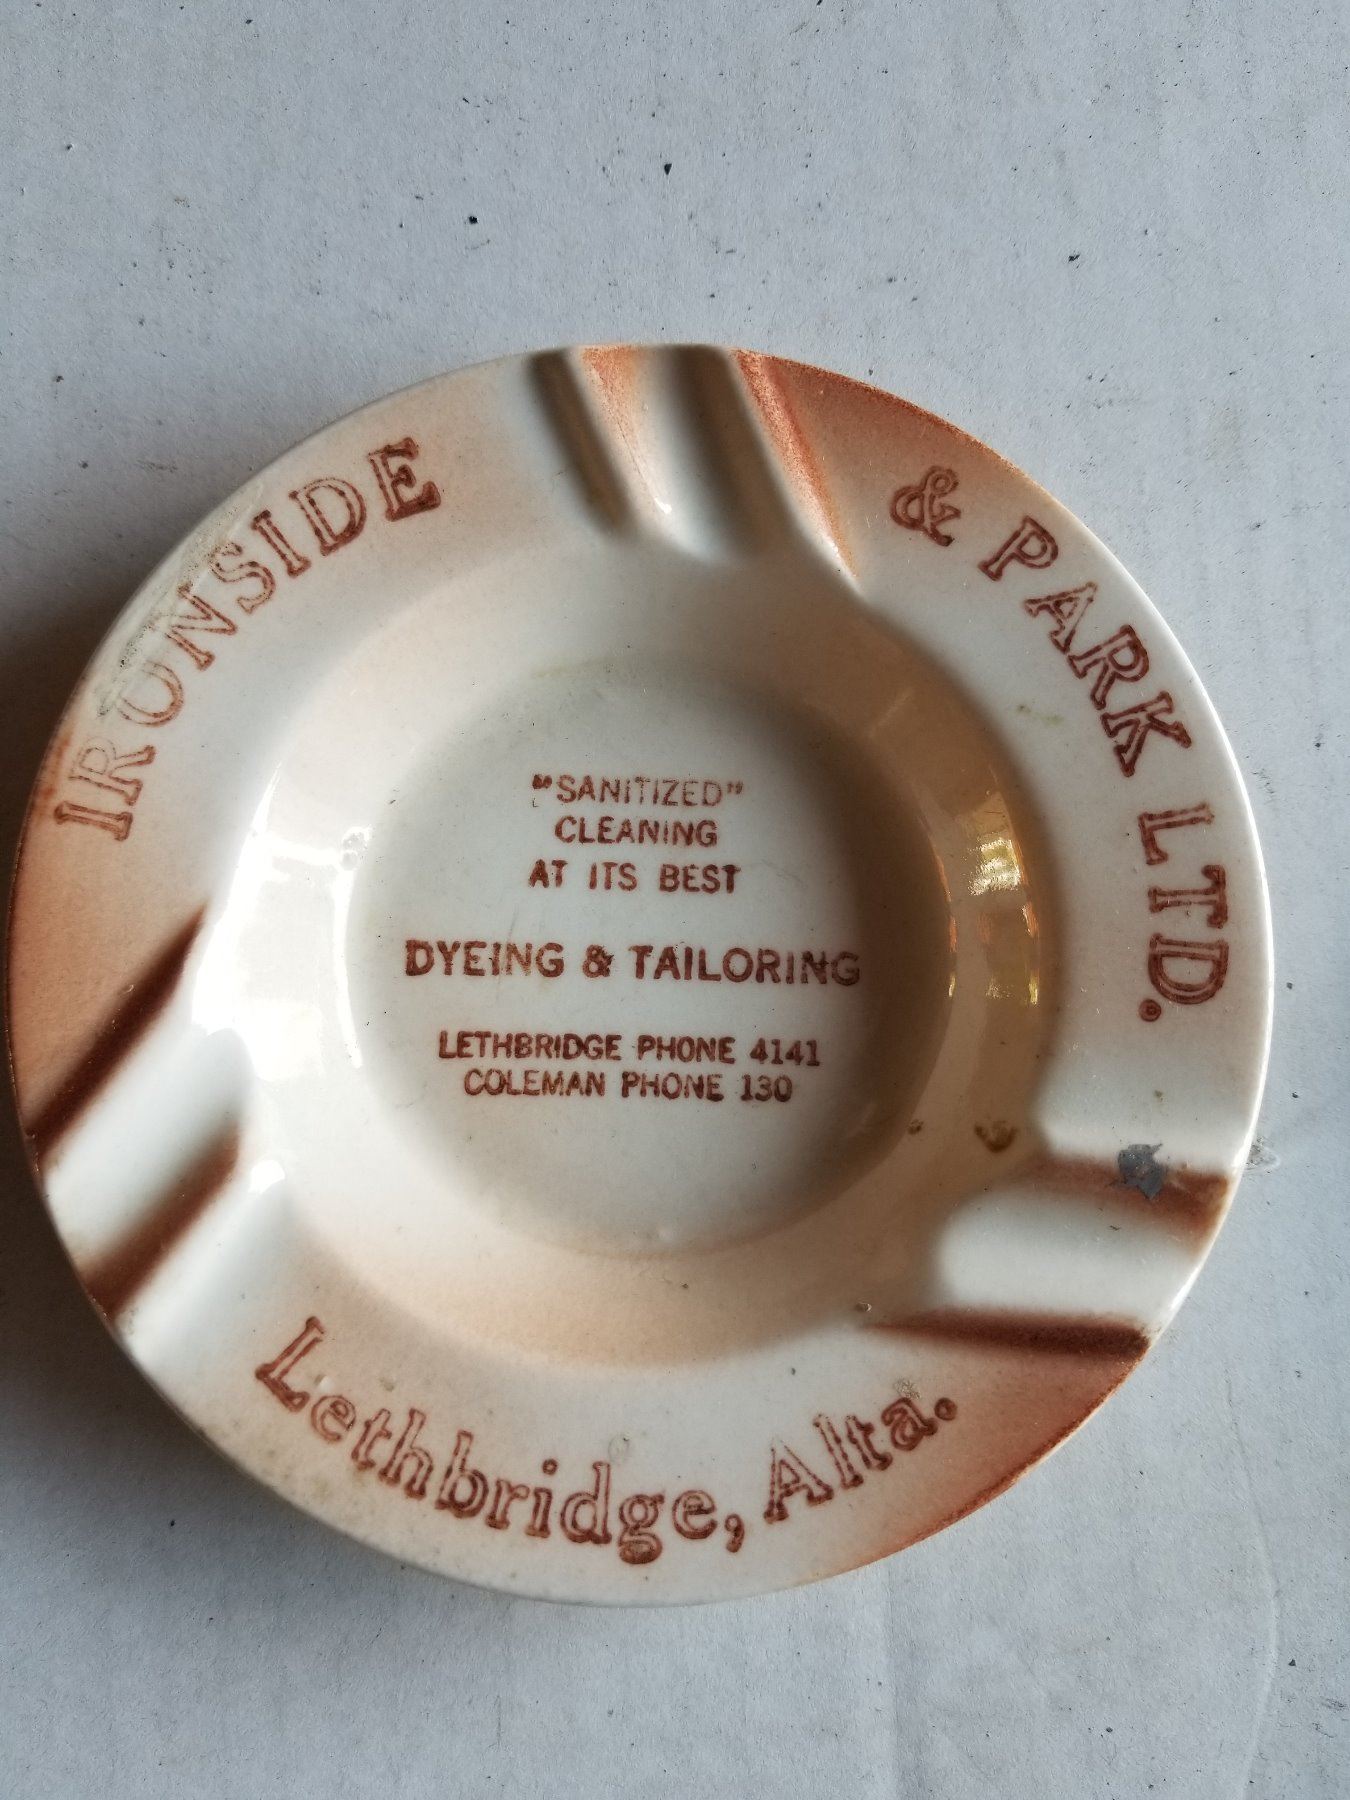 IRONSIDE & PARK LTD.
"SANITIZED"
CLEANING
AT ITS BEST
DYEING & TAILORING
LETHBRIDGE PHONE 4141
COLEMAN PHONE 130
Lethbridge, Alta.